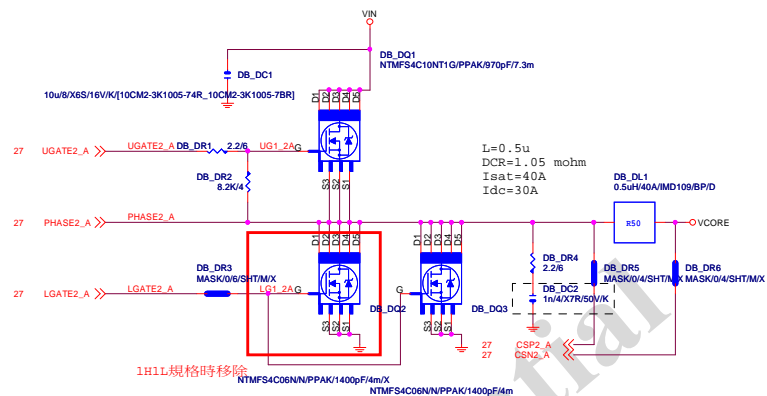 VIN
DB_DQ1
NTMFS4C10NT1G/PPAK/970pF/7.3m
DB_DC1
10u/8/X6S/16V/K/[10CM2-3K1005-74R_10CM2-3K1005-7BR]
D1 D2 D3 D4 D5
27 UGATE2_A UGATE2_A DB_DR1 2.2/6 UG1_2A G
DB_DR2
8.2K/4
S3 S2 S1
L=0.5u
DCR=1.05 mohm
Isat=40A
Idc=30A
DB_DL1
0.5uH/40A/IMD109/BP/D
27 PHASE2_A PHASE2_A
R50
VCORE
D1 D2 D3 D4 D5
D1 D2 D3 D4 D5
DB_DR3
MASK/0/6/SHT/M/X
27 LGATE2_A LGATE2_A LG1_2A G
G
DB_DR4
2.2/6
DB_DR5
MASK/0/4/SHT/M/X
DB_DR6
MASK/0/4/SHT/M/X
DB_DC2
1n/4/X7R/50V/K
DB_DQ2
DB_DQ3
S3 S2 S1
S3 S2 S1
27 CSP2_A
27 CSN2_A
1H1L規格時移除
NTMFS4C06N/N/PPAK/1400pF/4m/X
NTMFS4C06N/N/PPAK/1400pF/4m